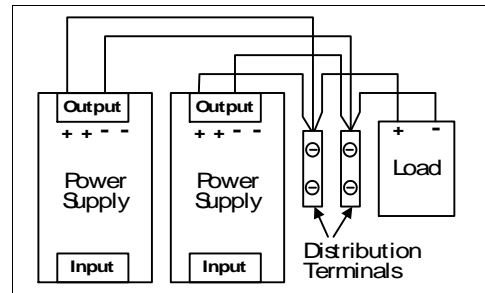 Output
+ + - -
Power
Supply
Input
Output
+ + - -
Power
Supply
Input
+ -
Load
Distribution
Terminals